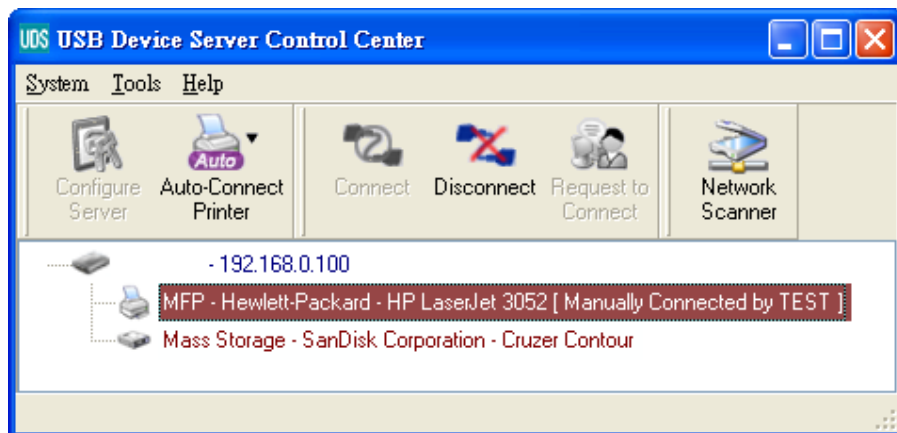 UDS USB Device Server Control Center
System Tools Help
Auto
Configure Server
Auto-Connect Printer
Connect
Disconnect
Request to Connect
Network Scanner
- 192.168.0.100
MFP - Hewlett-Packard - HP LaserJet 3052 [ Manually Connected by TEST ]
Mass Storage - SanDisk Corporation - Cruzer Contour